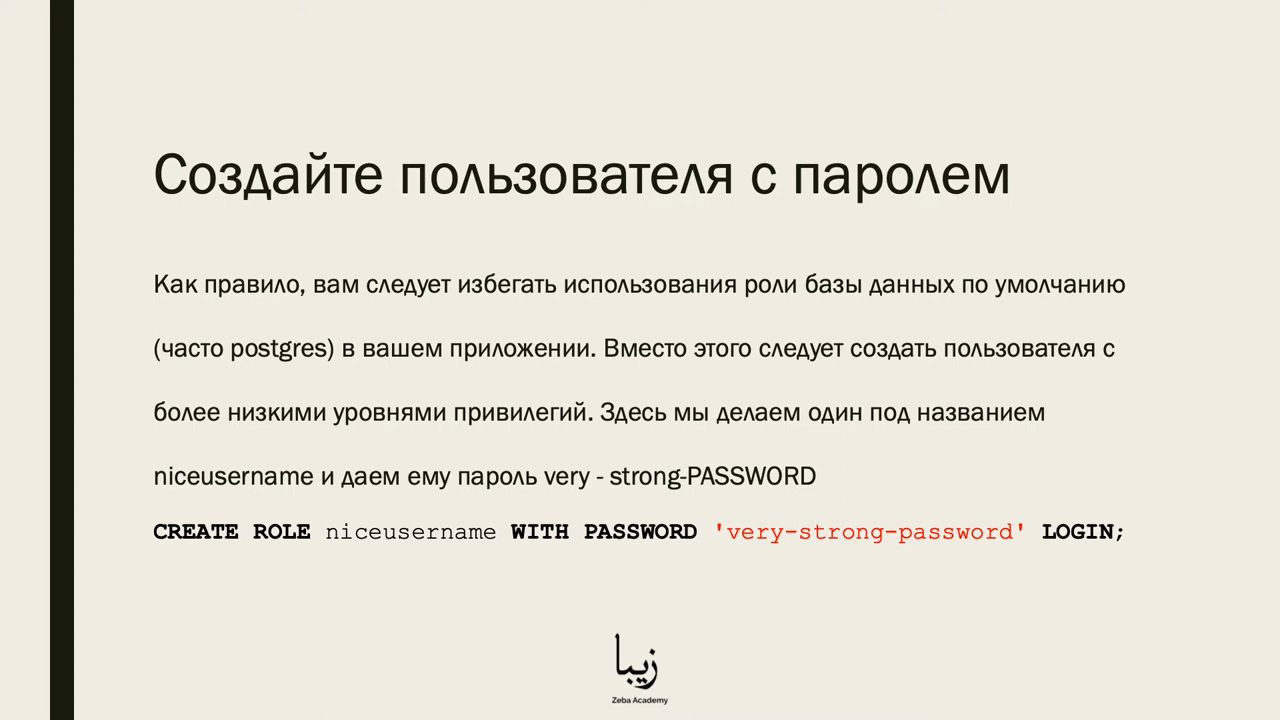 Создайте пользователя с паролем
Как правило, вам следует избегать использования роли базы данных по умолчанию
(часто postgres) в вашем приложении. Вместо этого следует создать пользователя с
более низкими уровнями привилегий. Здесь мы делаем один под названием
niceusername и даем ему пароль very - strong-PASSWORD
CREATE ROLE niceusername WITH PASSWORD 'very-strong-password' LOGIN;
زیبا
Zeba Academy